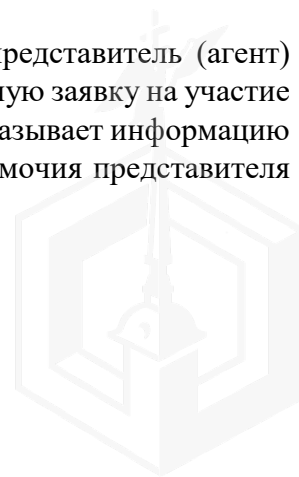 представитель (агент)
ную заявку на участие
азывает информацию
мочия представителя